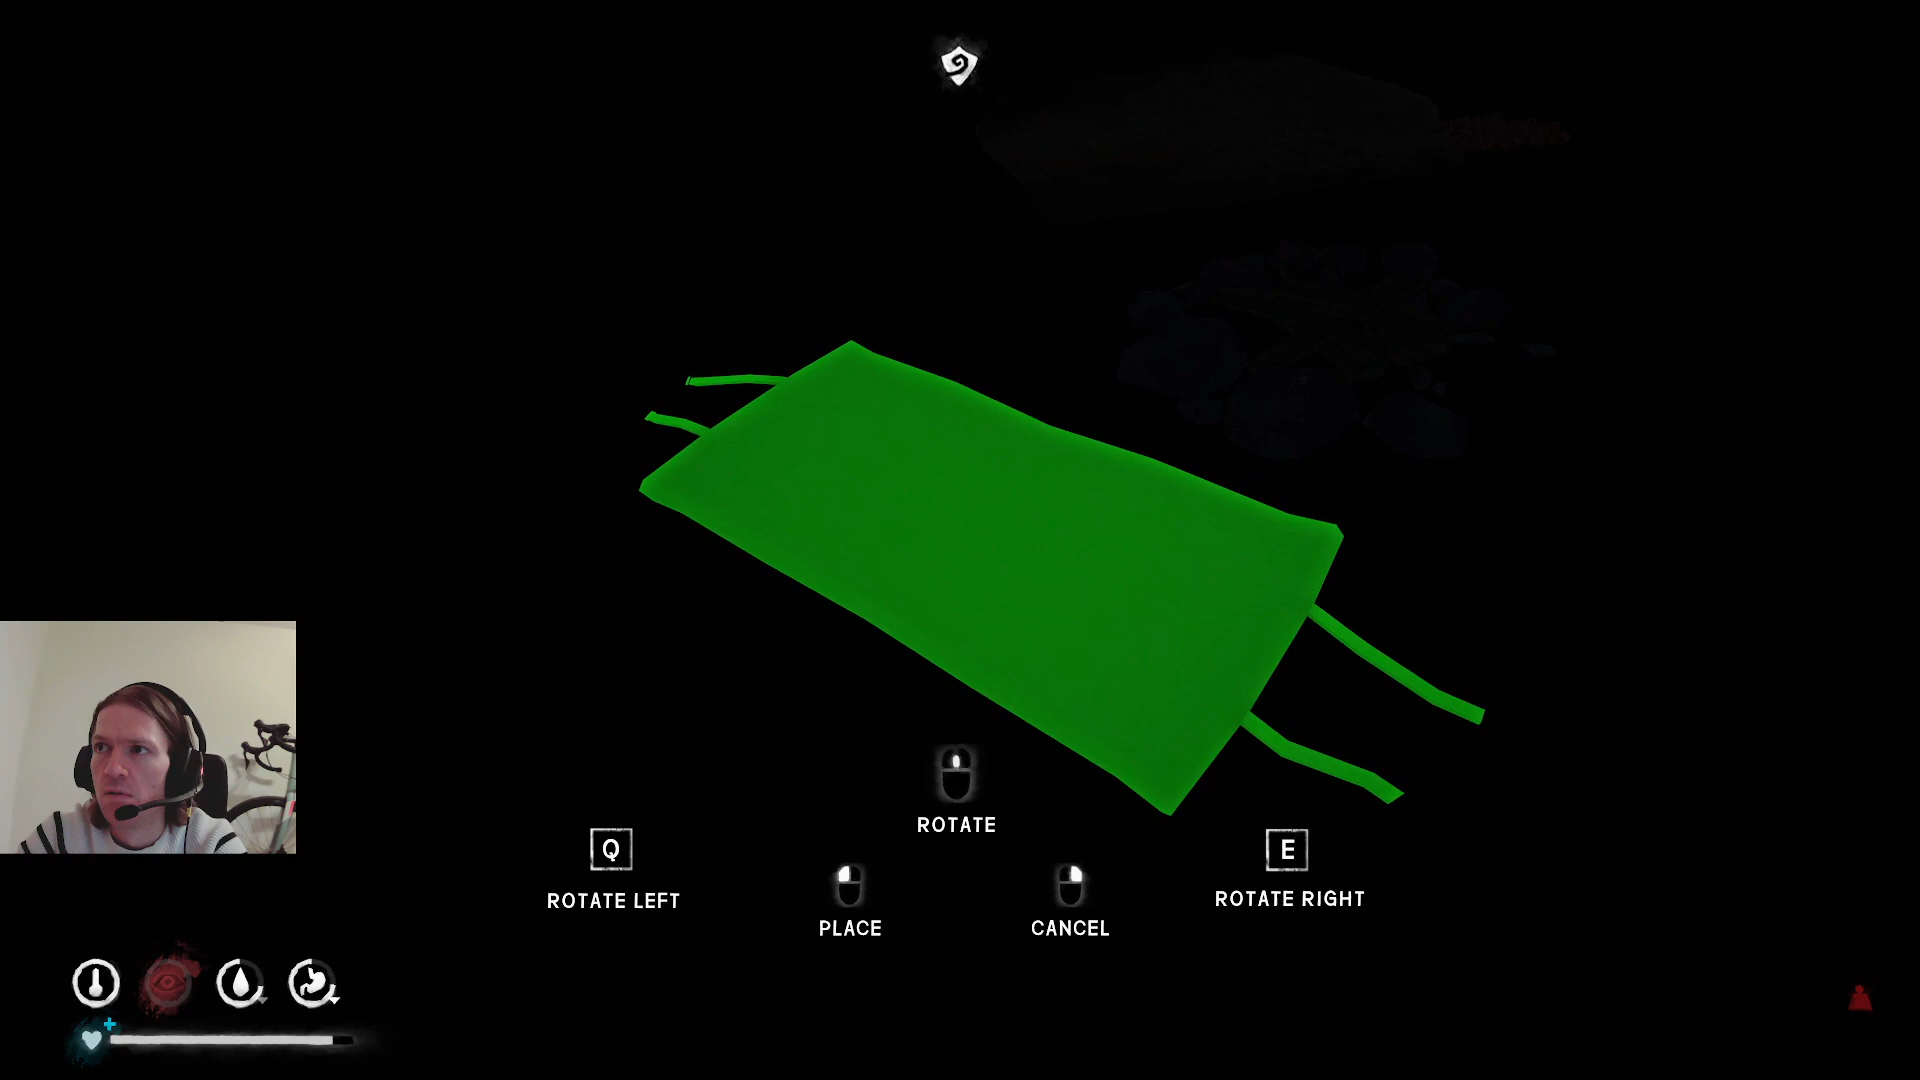 ROTATE
Q
E
ROTATE LEFT
PLACE
CANCEL
ROTATE RIGHT